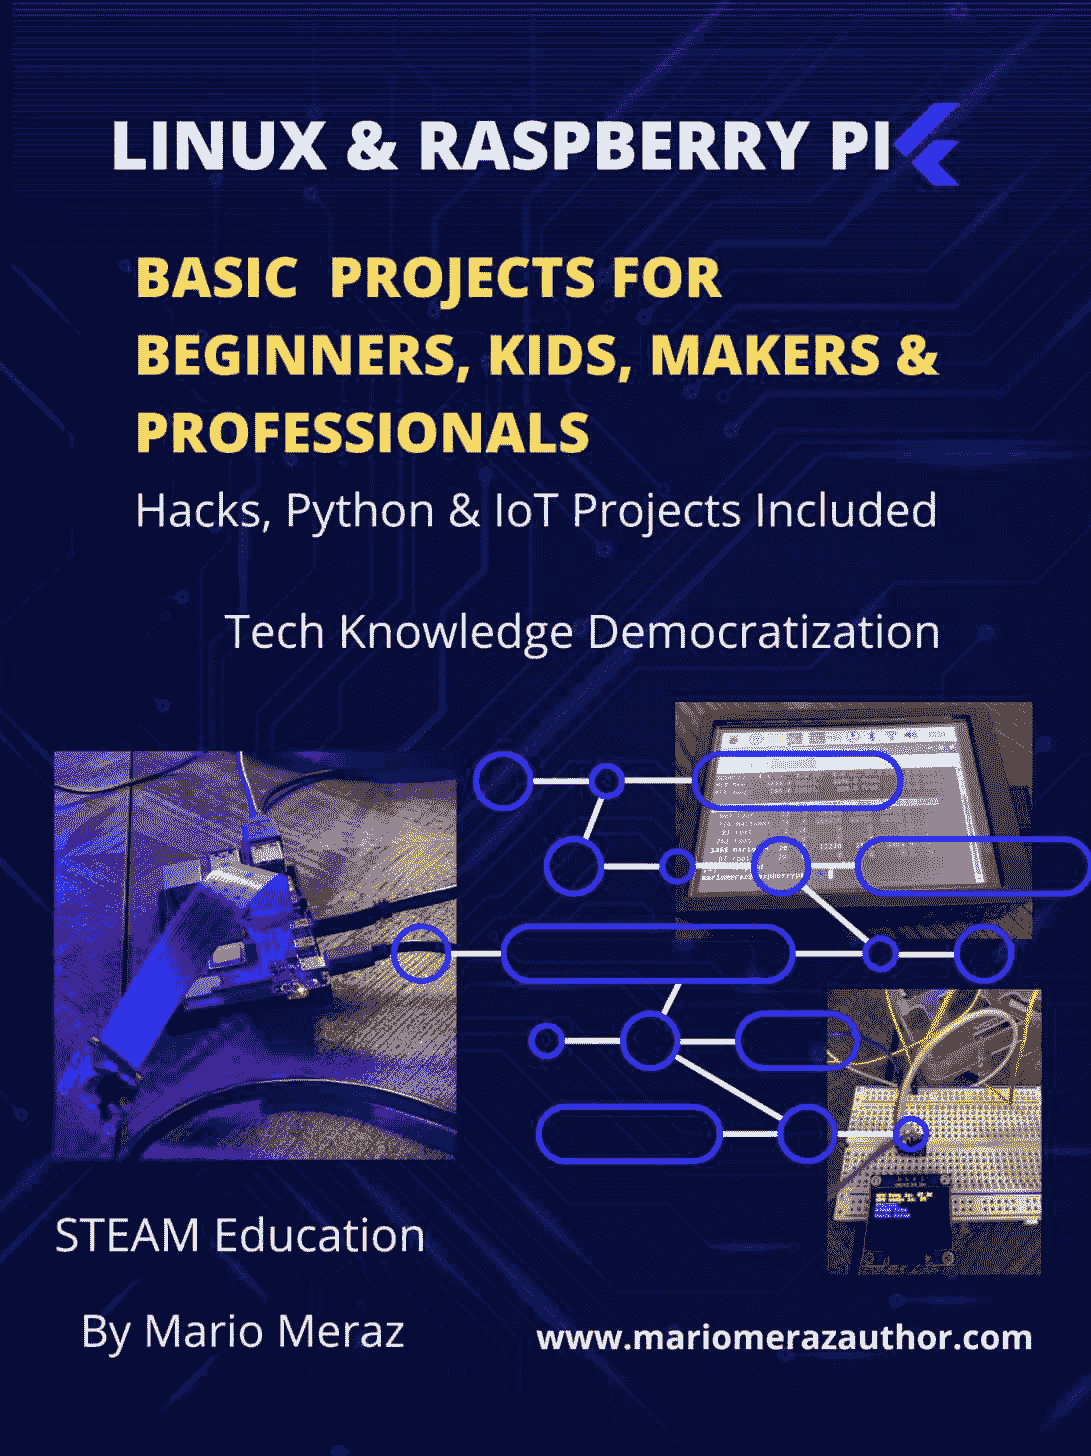 LINUX & RASPBERRY PI
BASIC PROJECTS FOR
BEGINNERS, KIDS, MAKERS &
PROFESSIONALS
Hacks, Python & IoT Projects Included
Tech Knowledge Democratization
STEAM Education
By Mario Meraz
www.mariomerazauthor.com